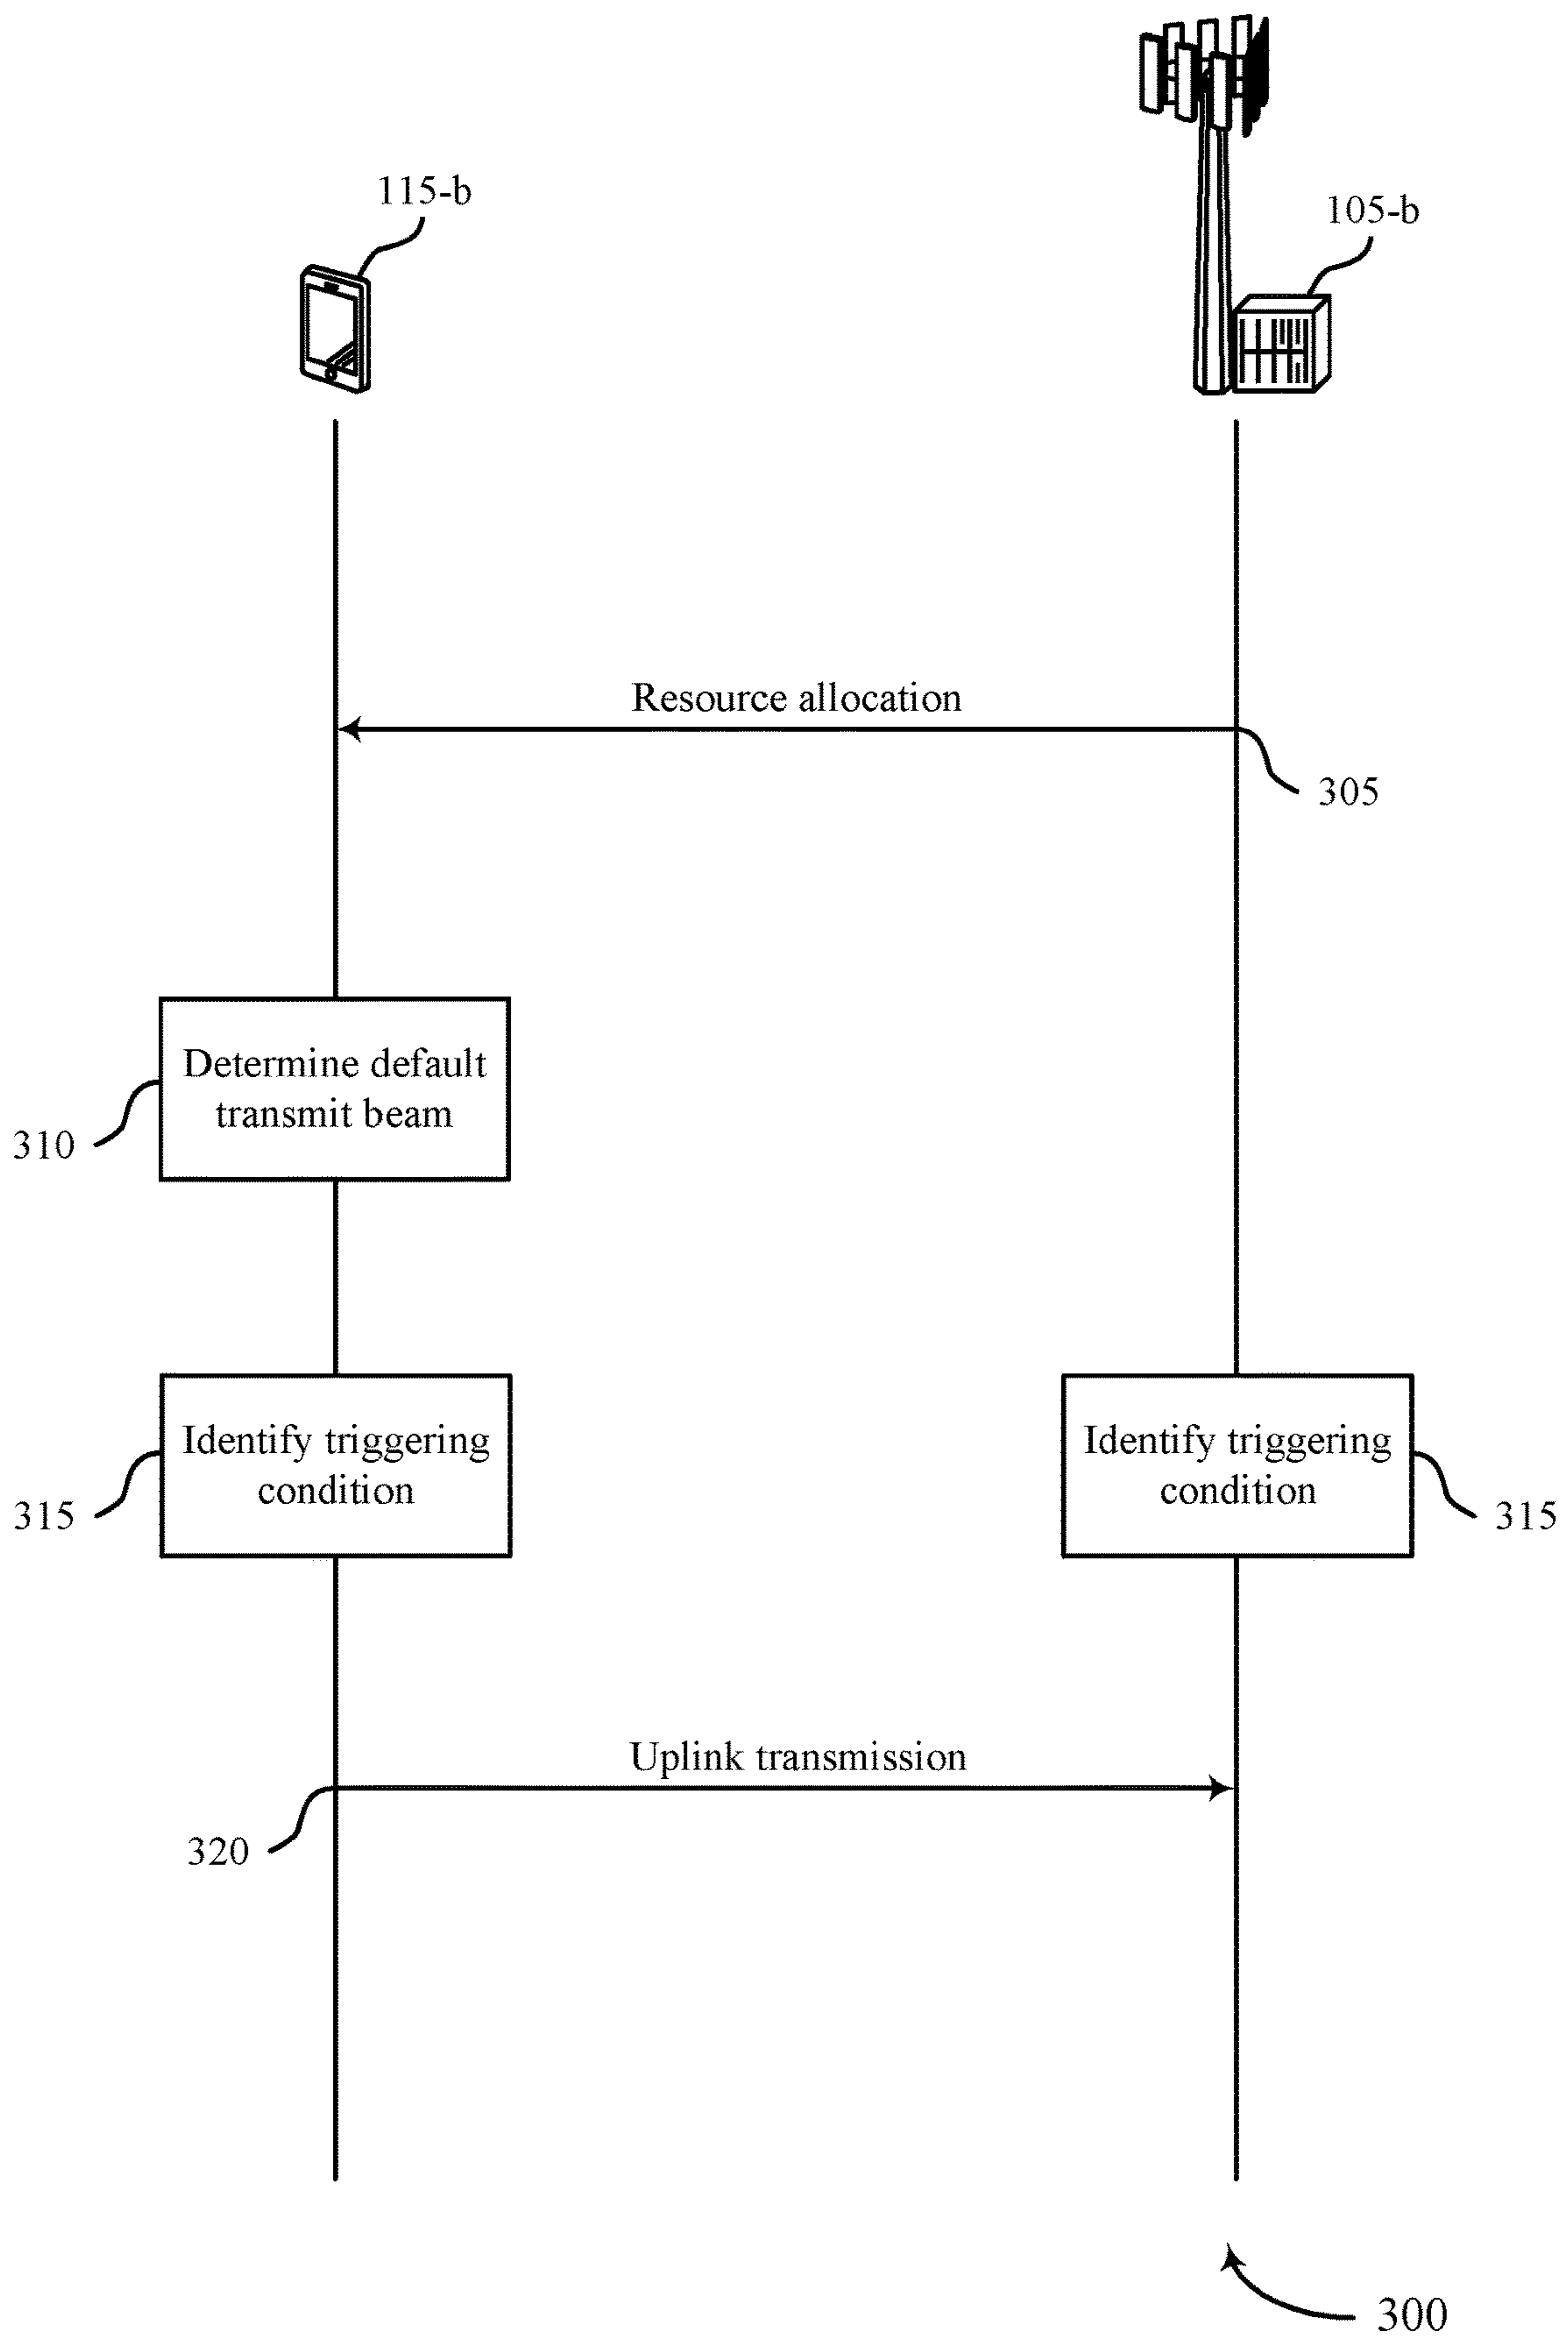 115-b
105-b
Resource allocation
305
Determine default
transmit beam
310
Identify triggering
condition
315
Identify triggering
condition
315
Uplink transmission
320
300